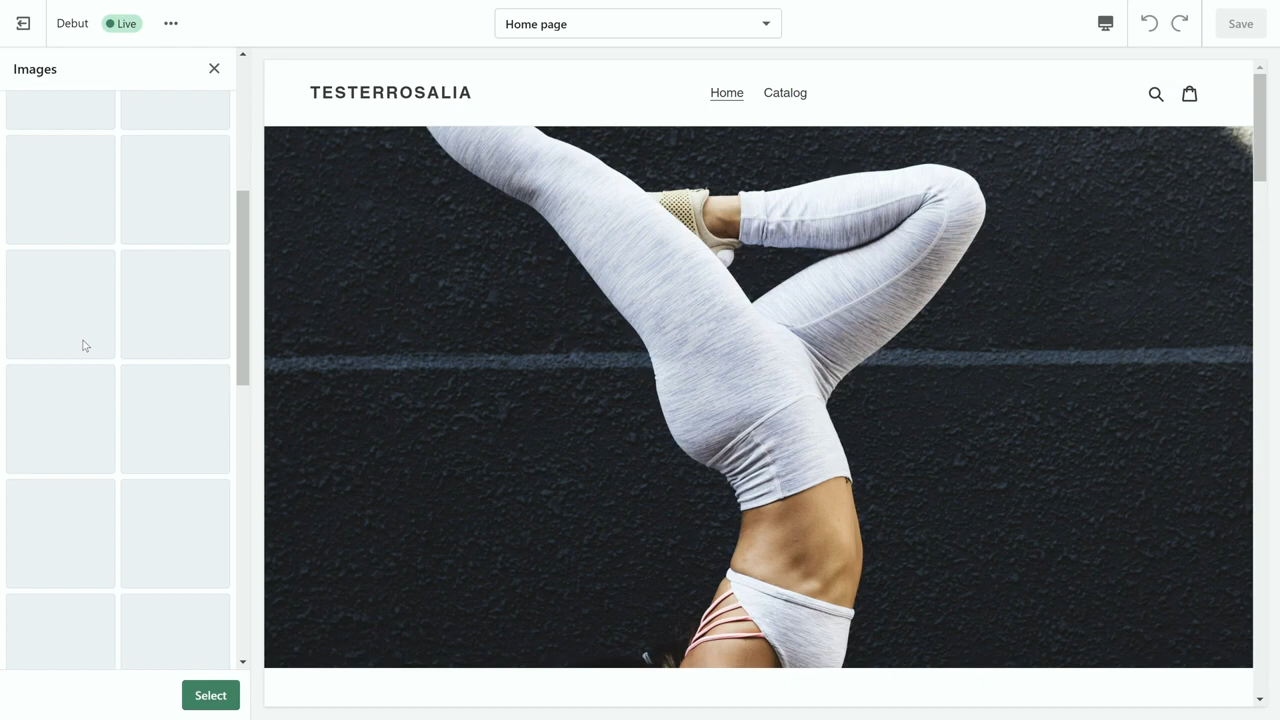 Debut
Live
Home page
Save
Images
TESTERROSALIA
Home
Catalog
Select